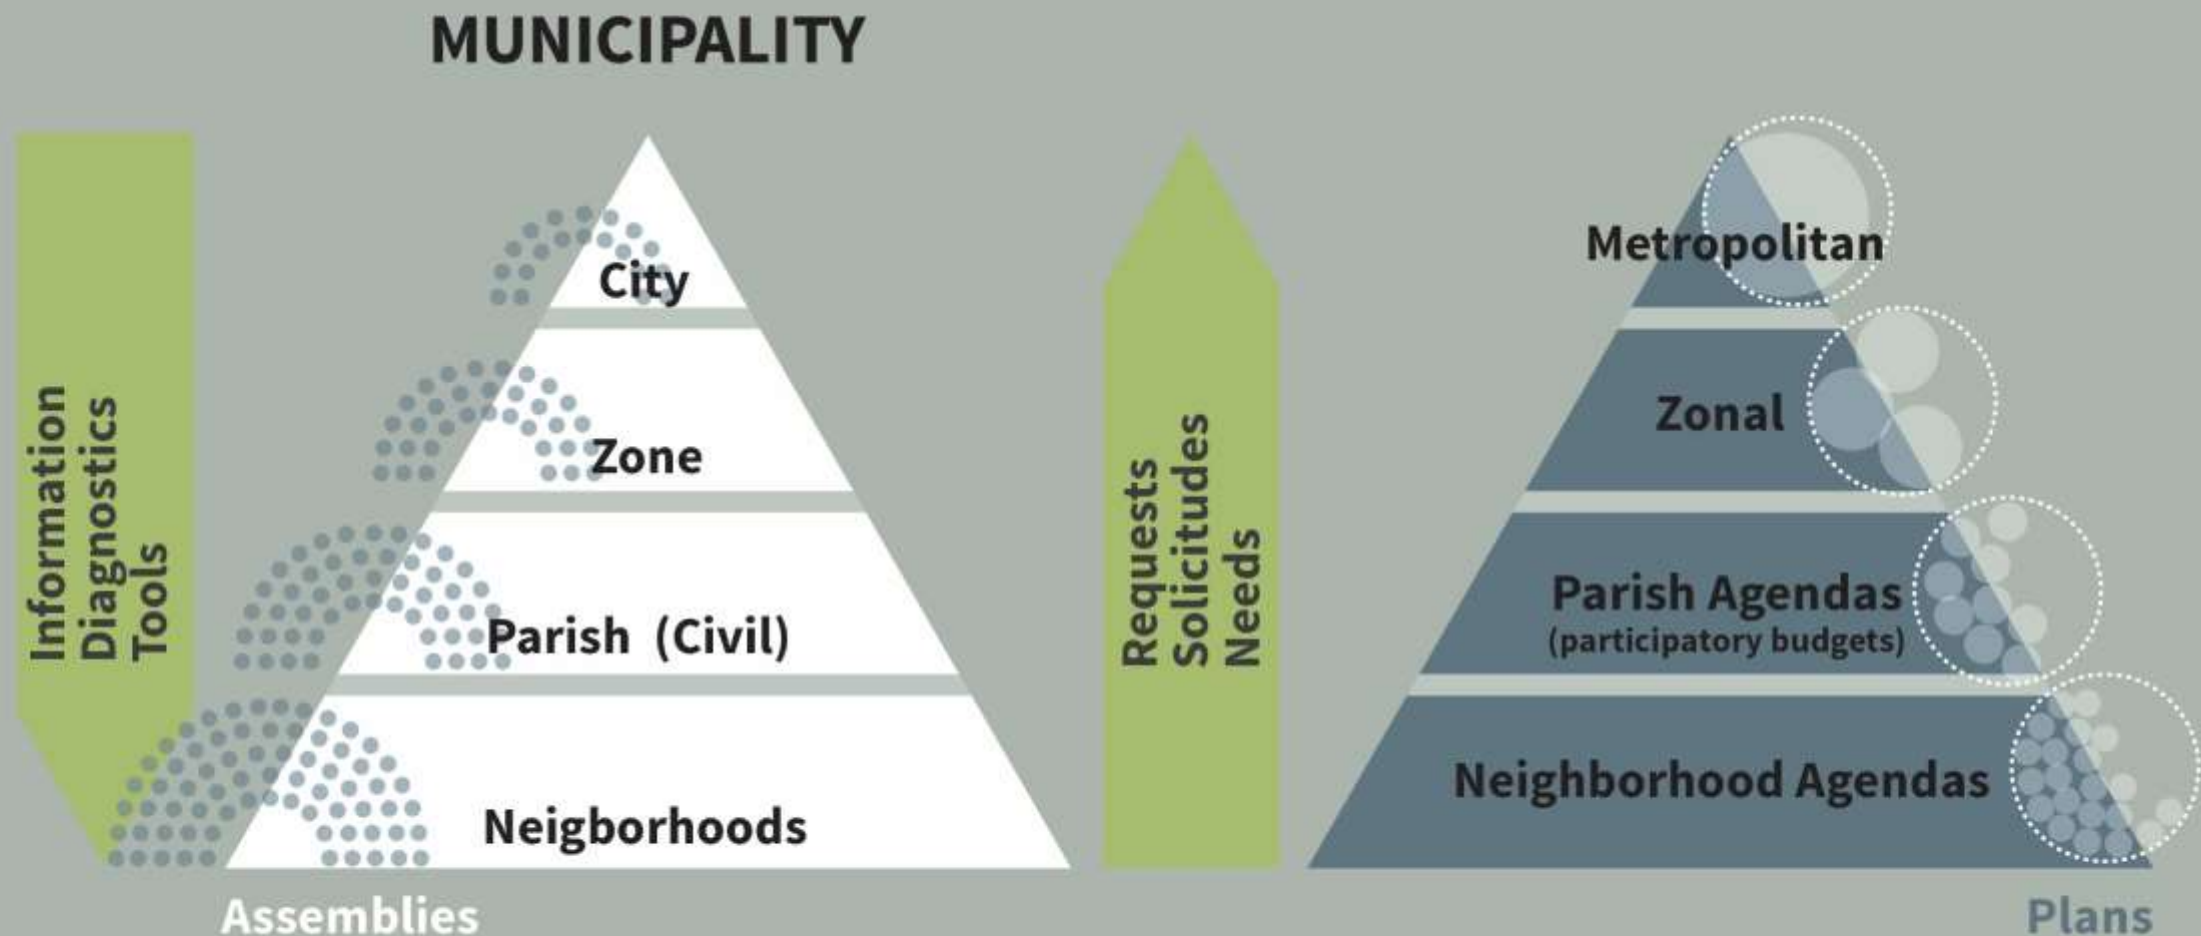 MUNICIPALITY
Information
Diagnostics
Tools
City
Zone
Parish (Civil)
Neigborhoods
Assemblies
Requests
Solicitudes
Needs
Metropolitan
Zonal
Parish Agendas
(participatory budgets)
Neighborhood Agendas
Plans